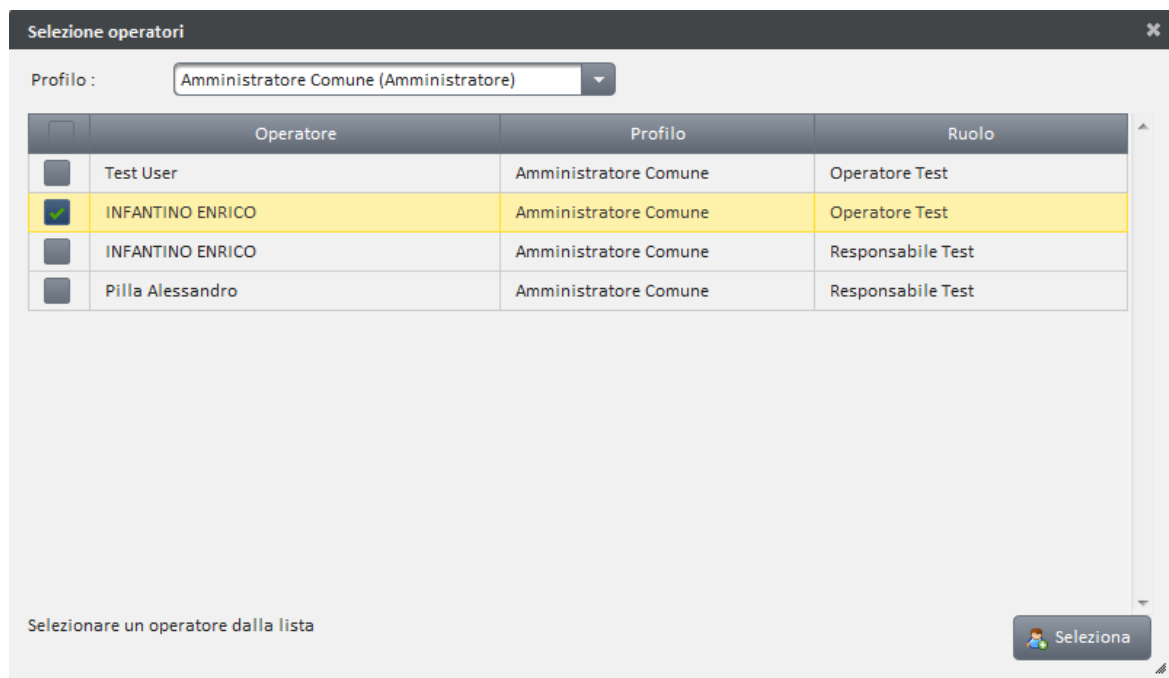 Selezione operatori
Profilo : Amministratore Comune (Amministratore)
Operatore Profilo Ruolo
Test User Amministratore Comune Operatore Test
INFANTINO ENRICO Amministratore Comune Operatore Test
INFANTINO ENRICO Amministratore Comune Responsabile Test
Pilla Alessandro Amministratore Comune Responsabile Test
Selezionare un operatore dalla lista
Seleziona